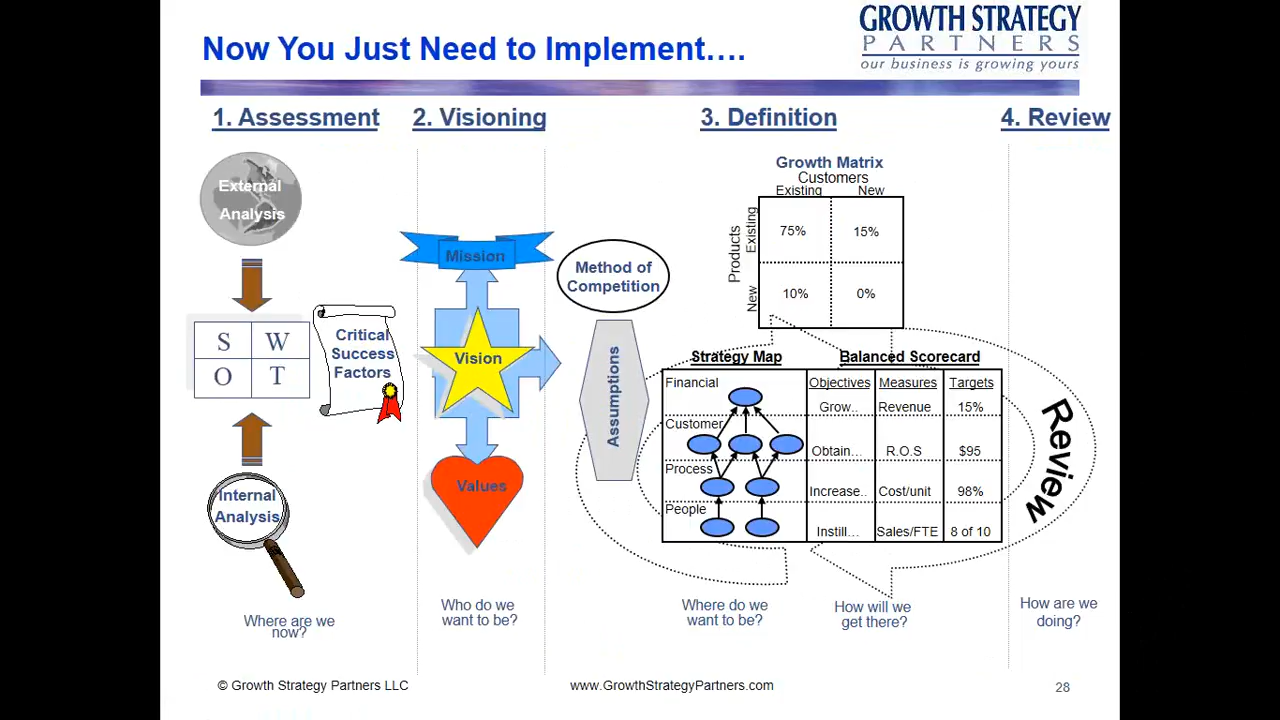 Now You Just Need to Implement….
GROWTH STRATEGY
PARTNERS
our business is growing yours
1. Assessment
2. Visioning
3. Definition
4. Review
External
Analysis
S W
O T
Critical
Success
Factors
Internal
Analysis
Where are we
now?
Mission
Vision
Values
Who do we
want to be?
Method of
Competition
Assumptions
Growth Matrix
Customers
Existing New
Products
Existing
New
75% 15%
10% 0%
Strategy Map
Balanced Scorecard
Financial
Customer
Process
People
Objectives Measures Targets
Grow.. Revenue 15%
Obtain... R.O.S $95
Increase.. Cost/unit 98%
Instill... Sales/FTE 8 of 10
Review
Where do we
want to be?
How will we
get there?
How are we
doing?
© Growth Strategy Partners LLC
www.GrowthStrategyPartners.com
28